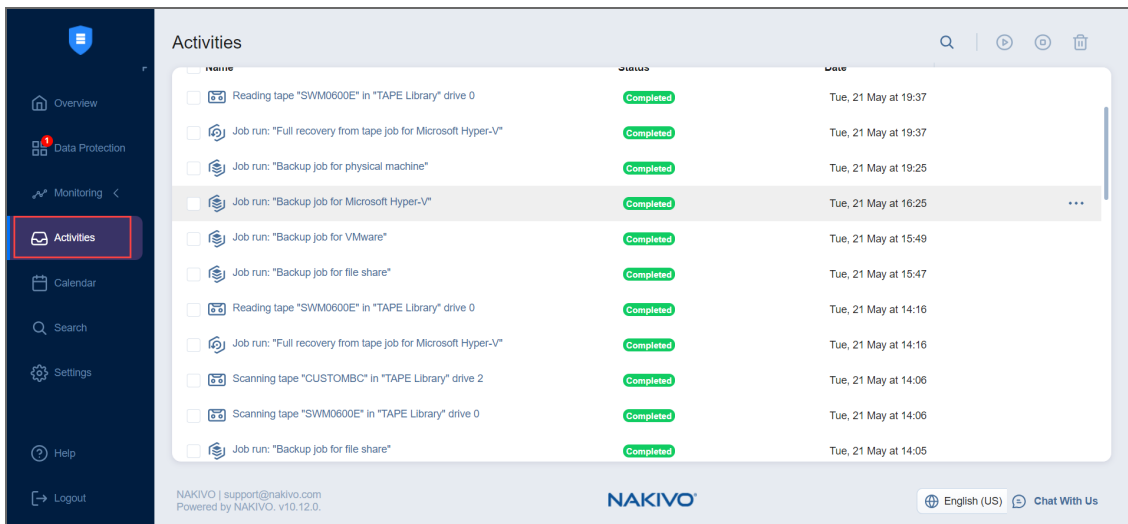 Activities
Name Status Date
Overview
Reading tape "SWM0600E" in "TAPE Library" drive 0 Completed Tue, 21 May at 19:37
Job run: "Full recovery from tape job for Microsoft Hyper-V" Completed Tue, 21 May at 19:37
1
Data Protection
Job run: "Backup job for physical machine" Completed Tue, 21 May at 19:25
Monitoring
Job run: "Backup job for Microsoft Hyper-V" Completed Tue, 21 May at 16:25
Activities
Job run: "Backup job for VMware" Completed Tue, 21 May at 15:49
Job run: "Backup job for file share" Completed Tue, 21 May at 15:47
Calendar
Reading tape "SWM0600E" in "TAPE Library" drive 0 Completed Tue, 21 May at 14:16
Search
Job run: "Full recovery from tape job for Microsoft Hyper-V" Completed Tue, 21 May at 14:16
Settings
Scanning tape "CUSTOMBC" in "TAPE Library" drive 2 Completed Tue, 21 May at 14:06
Scanning tape "SWM0600E" in "TAPE Library" drive 0 Completed Tue, 21 May at 14:06
Help
Job run: "Backup job for file share" Completed Tue, 21 May at 14:05
Logout
NAKIVO | support@nakivo.com
Powered by NAKIVO. v10.12.0.
NAKIVO®
English (US) Chat With Us